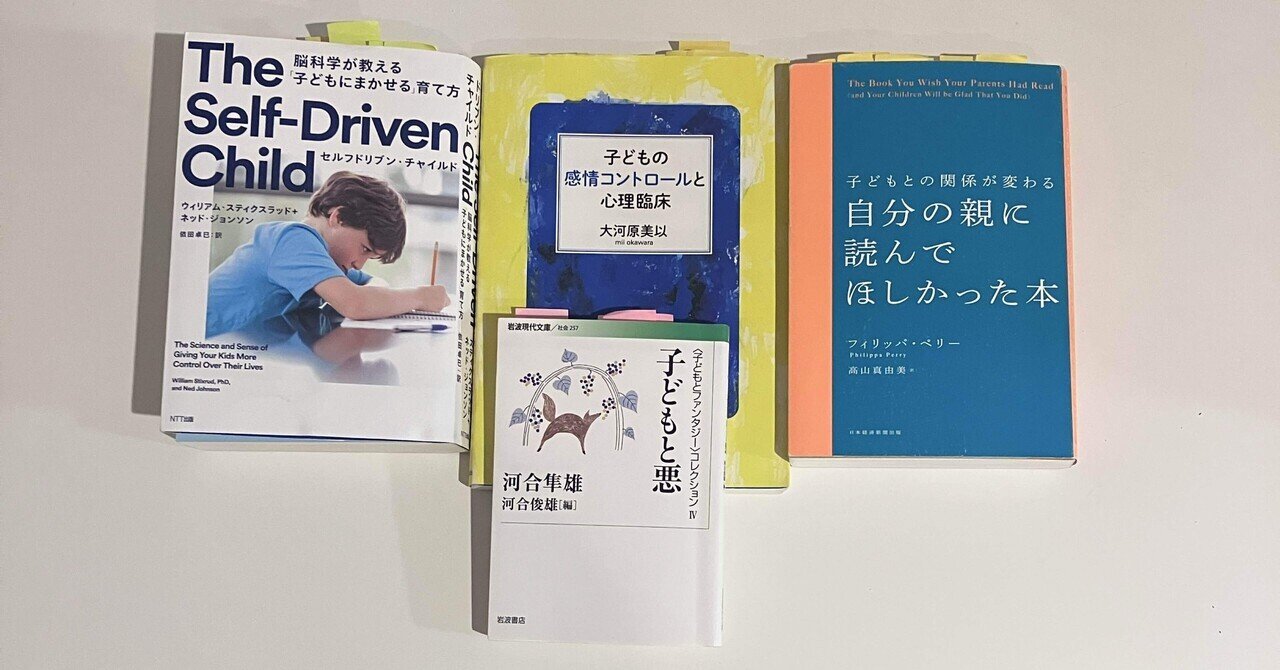 The
Self-Driven
Child
脳科学が教える
「子どもにまかせる」育て方
セルフドリブン・チャイルド
ウィリアム・スティクスラッド+
ネッド・ジョンソン
依田卓巳:訳
The Science and Sense of
Giving Your Kids More
Control Over Their Lives
William Stixrud, PhD,
and Ned Johnson
NTT出版
子どもの
感情コントロールと
心理臨床
大河原美以
mii okawara
The Book You Wish Your Parents Had Read
(and Your Children Will be Glad That You Did)
子どもとの関係が変わる
自分の親に
読んで
ほしかった本
フィリッパ・ペリー
Philippa Perry
高山真由美 訳
日本経済新聞出版
岩波現代文庫/社会 257
〈子どもとファンタジー〉コレクション IV
子どもと悪
河合隼雄
河合俊雄[編]
岩波書店